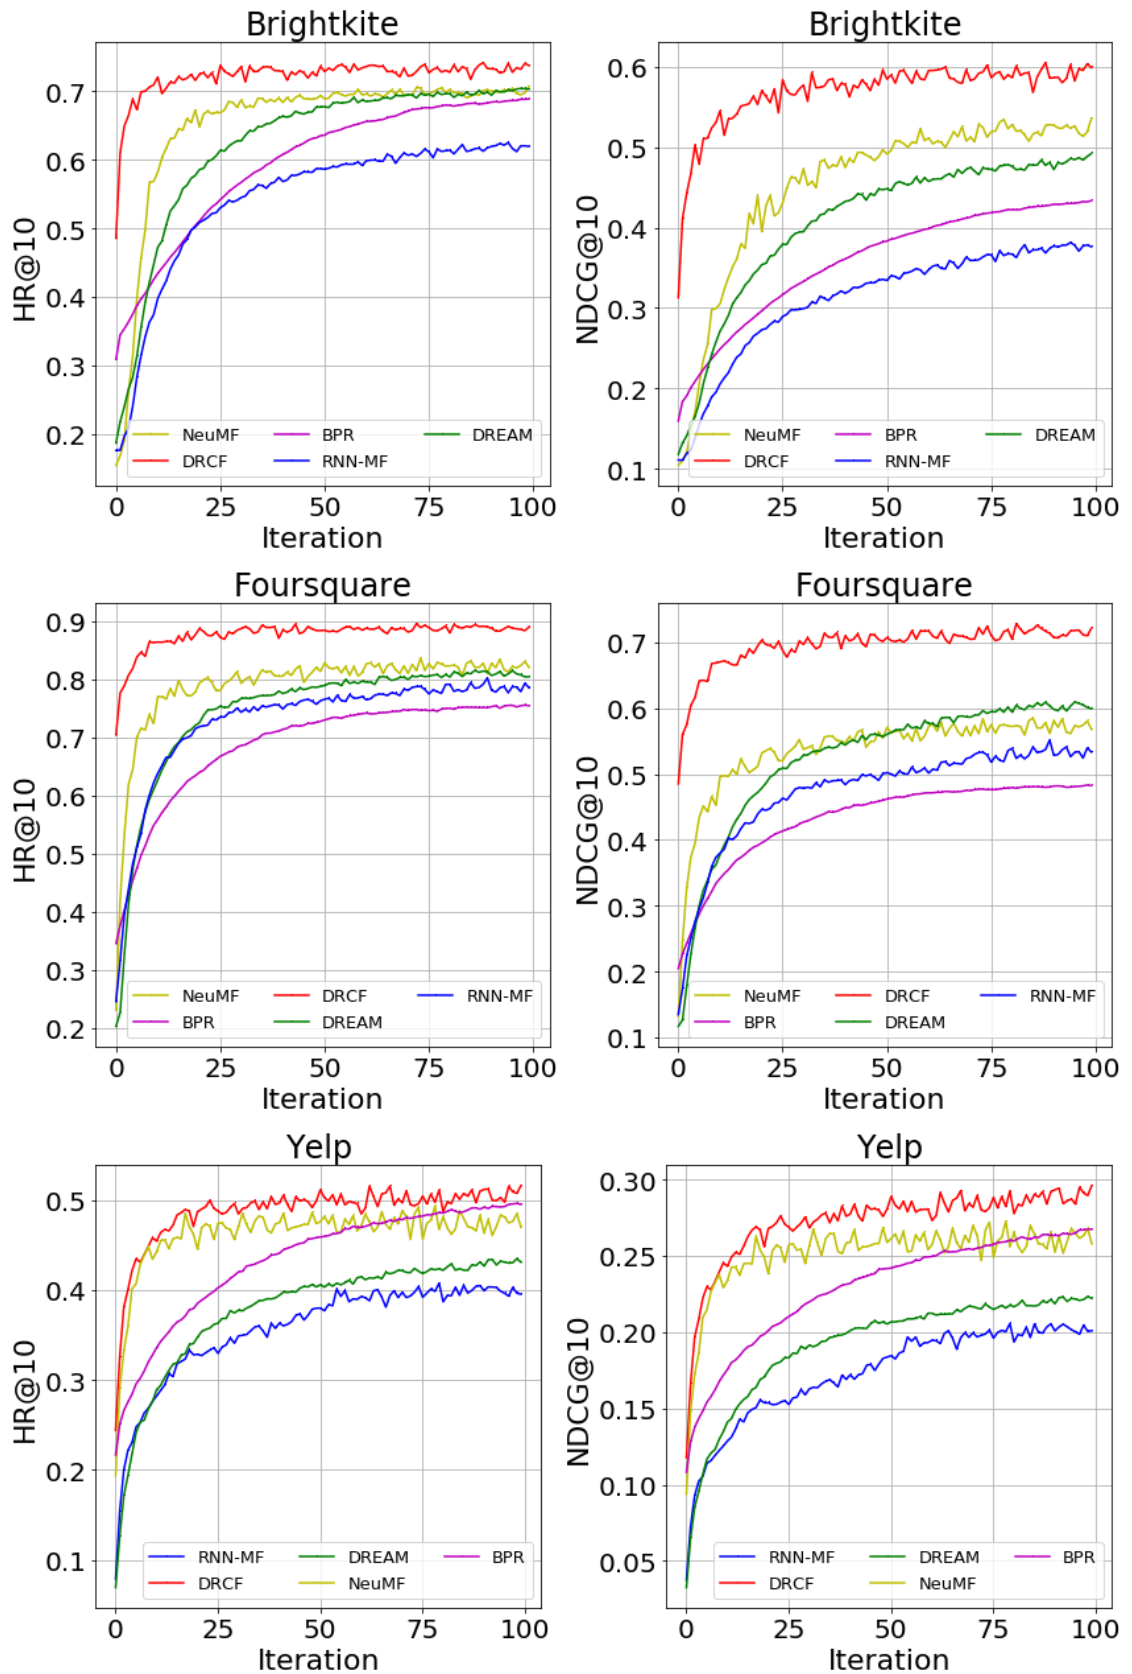 Brightkite
HR@10
0.7
0.6
0.5
0.4
0.3
0.2
NeuMF BPR DREAM
DRCF RNN-MF
0 25 50 75 100
Iteration
Brightkite
NDCG@10
0.6
0.5
0.4
0.3
0.2
0.1
NeuMF BPR DREAM
DRCF RNN-MF
0 25 50 75 100
Iteration
Foursquare
HR@10
0.9
0.8
0.7
0.6
0.5
0.4
0.3
0.2
NeuMF DRCF RNN-MF
BPR DREAM
0 25 50 75 100
Iteration
Foursquare
NDCG@10
0.7
0.6
0.5
0.4
0.3
0.2
0.1
NeuMF DRCF RNN-MF
BPR DREAM
0 25 50 75 100
Iteration
Yelp
HR@10
0.5
0.4
0.3
0.2
0.1
RNN-MF DREAM BPR
DRCF NeuMF
0 25 50 75 100
Iteration
Yelp
NDCG@10
0.30
0.25
0.20
0.15
0.10
0.05
RNN-MF DREAM BPR
DRCF NeuMF
0 25 50 75 100
Iteration